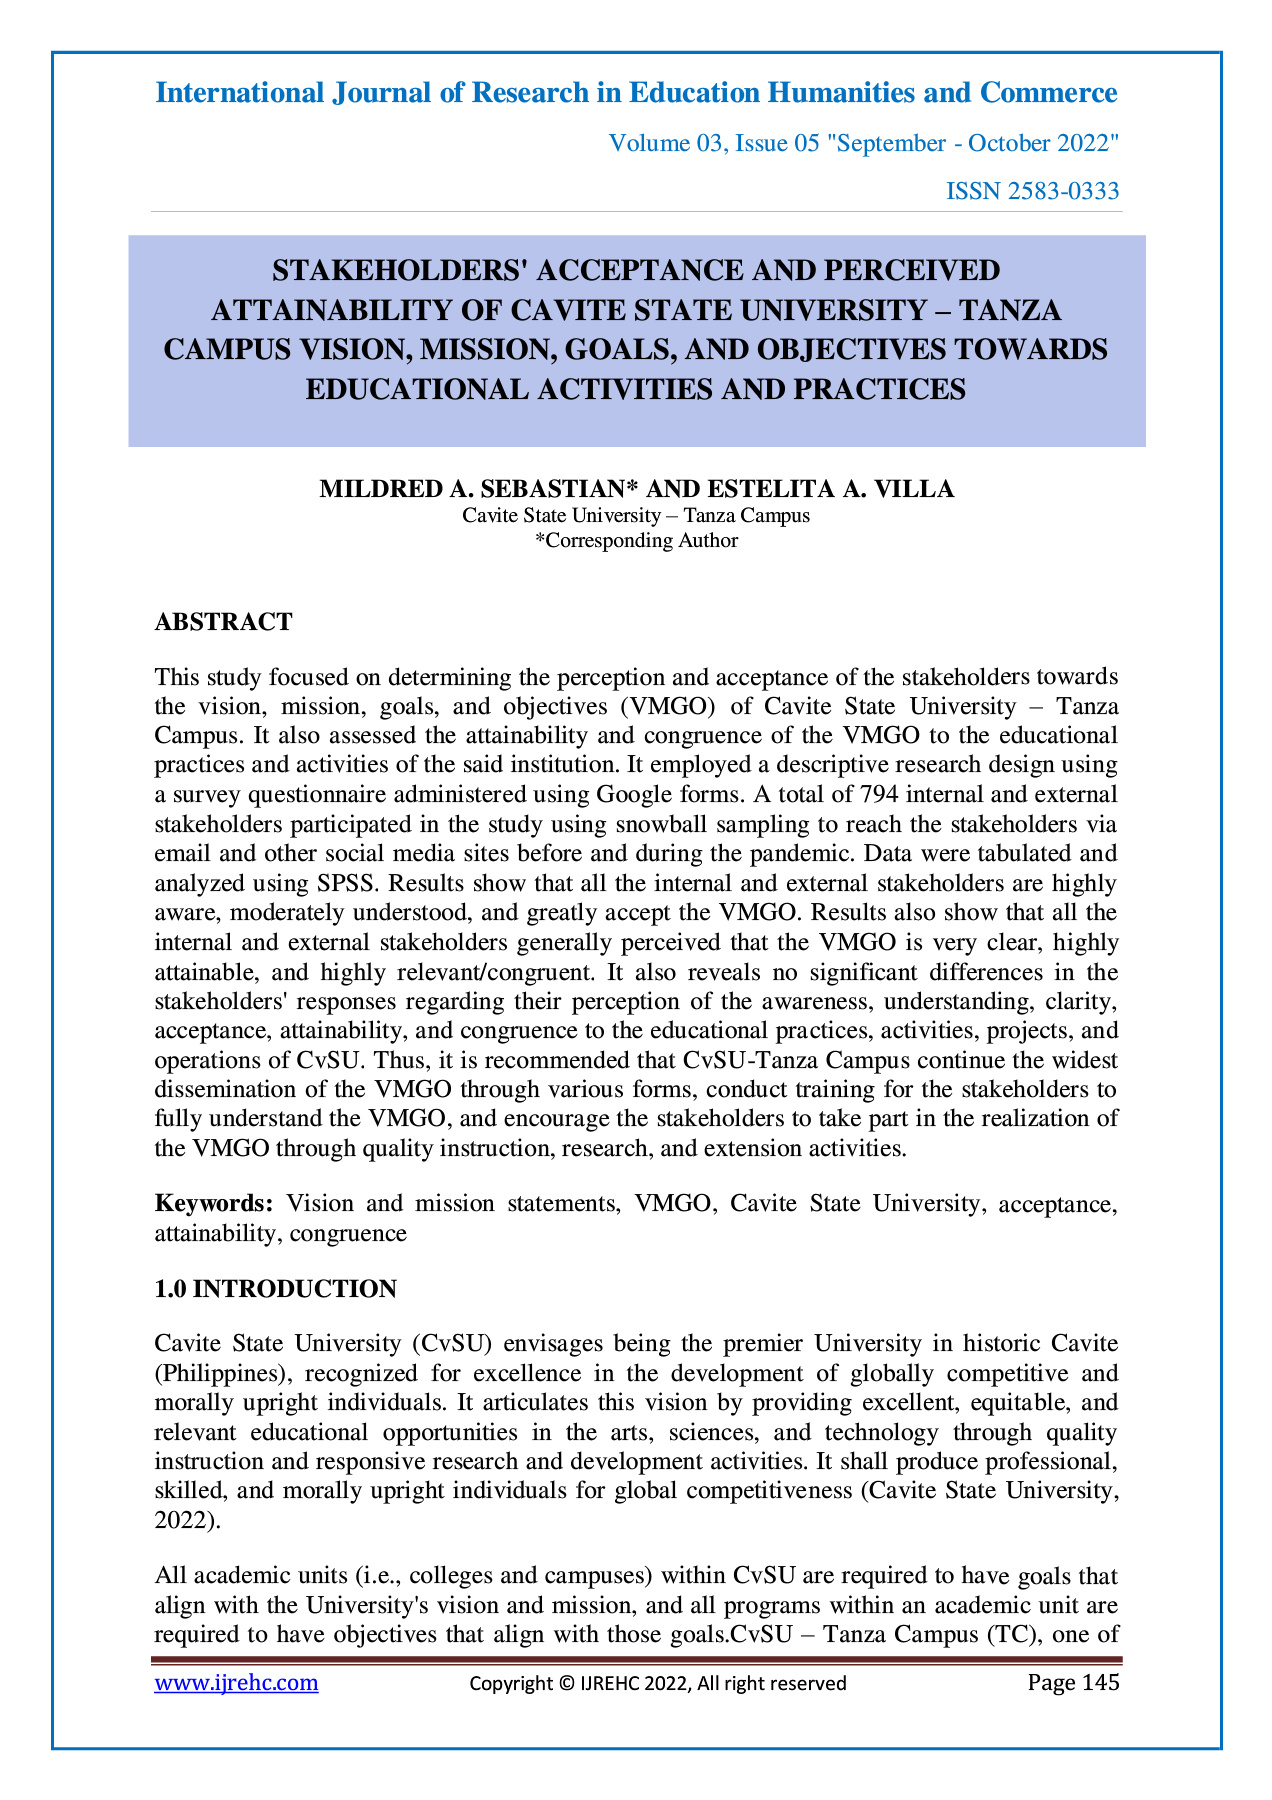 International Journal of Research in Education Humanities and Commerce
Volume 03, Issue 05 "September - October 2022"
ISSN 2583-0333
STAKEHOLDERS' ACCEPTANCE AND PERCEIVED
ATTAINABILITY OF CAVITE STATE UNIVERSITY – TANZA
CAMPUS VISION, MISSION, GOALS, AND OBJECTIVES TOWARDS
EDUCATIONAL ACTIVITIES AND PRACTICES
MILDRED A. SEBASTIAN* AND ESTELITA A. VILLA
Cavite State University – Tanza Campus
*Corresponding Author
ABSTRACT
This study focused on determining the perception and acceptance of the stakeholders towards
the vision, mission, goals, and objectives (VMGO) of Cavite State University – Tanza
Campus. It also assessed the attainability and congruence of the VMGO to the educational
practices and activities of the said institution. It employed a descriptive research design using
a survey questionnaire administered using Google forms. A total of 794 internal and external
stakeholders participated in the study using snowball sampling to reach the stakeholders via
email and other social media sites before and during the pandemic. Data were tabulated and
analyzed using SPSS. Results show that all the internal and external stakeholders are highly
aware, moderately understood, and greatly accept the VMGO. Results also show that all the
internal and external stakeholders generally perceived that the VMGO is very clear, highly
attainable, and highly relevant/congruent. It also reveals no significant differences in the
stakeholders' responses regarding their perception of the awareness, understanding, clarity,
acceptance, attainability, and congruence to the educational practices, activities, projects, and
operations of CvSU. Thus, it is recommended that CvSU-Tanza Campus continue the widest
dissemination of the VMGO through various forms, conduct training for the stakeholders to
fully understand the VMGO, and encourage the stakeholders to take part in the realization of
the VMGO through quality instruction, research, and extension activities.
Keywords: Vision and mission statements, VMGO, Cavite State University, acceptance,
attainability, congruence
1.0 INTRODUCTION
Cavite State University (CvSU) envisages being the premier University in historic Cavite
(Philippines), recognized for excellence in the development of globally competitive and
morally upright individuals. It articulates this vision by providing excellent, equitable, and
relevant educational opportunities in the arts, sciences, and technology through quality
instruction and responsive research and development activities. It shall produce professional,
skilled, and morally upright individuals for global competitiveness (Cavite State University,
2022).
All academic units (i.e., colleges and campuses) within CvSU are required to have goals that
align with the University's vision and mission, and all programs within an academic unit are
required to have objectives that align with those goals.CvSU – Tanza Campus (TC), one of
www.ijrehc.com Copyright © IJREHC 2022, All right reserved Page 145